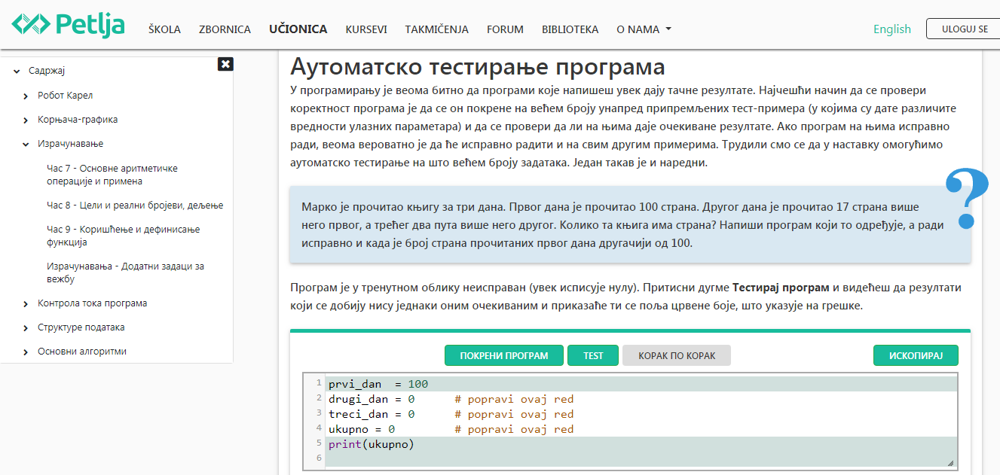 Petlja
ŠKOLA ZBORNICA UČIONICA KURSEVI TAKMIČENJA FORUM BIBLIOTEKA O NAMA English ULOGUJ SE
Садржај
Робот Карел
Корњача-графика
Израчунавање
Час 7 - Основне аритметичке
операције и примена
Час 8 - Цели и реални бројеви, дељење
Час 9 - Коришћење и дефинисање
функција
Израчунавања - Додатни задаци за
вежбу
Контрола тока програма
Структуре података
Основни алгоритми
Аутоматско тестирање програма
У програмирању је веома битно да програми које напишеш увек дају тачне резултате. Најчешћи начин да се провери
коректност програма је да се он покрене на већем броју унапред припремљених тест-примера (у којима су дате различите
вредности улазних параметара) и да се провери да ли на њима даје очекиване резултате. Ако програм на њима исправно
ради, веома вероватно је да ће исправно радити и на свим другим примерима. Трудили смо се да у наставку омогућимо
аутоматско тестирање на што већем броју задатака. Један такав је и наредни.
?
Марко је прочитао књигу за три дана. Првог дана је прочитао 100 страна. Другог дана је прочитао 17 страна више
него првог, а трећег два пута више него другог. Колико та књига има страна? Напиши програм који то одређује, а ради
исправно и када је број страна прочитаних првог дана другачији од 100.
Програм је у тренутном облику неисправан (увек исписује нулу). Притисни дугме Тестирај програм и видећеш да резултати
који се добију нису једнаки оним очекиваним и приказаће ти се поља црвене боје, што указује на грешке.
ПОКРЕНИ ПРОГРАМ TEST КОРАК ПО КОРАК ИСКОПИРАЈ
1 prvi_dan  = 100
2 drugi_dan = 0      # popravi ovaj red
3 treci_dan = 0      # popravi ovaj red
4 ukupno = 0         # popravi ovaj red
5 print(ukupno)
6